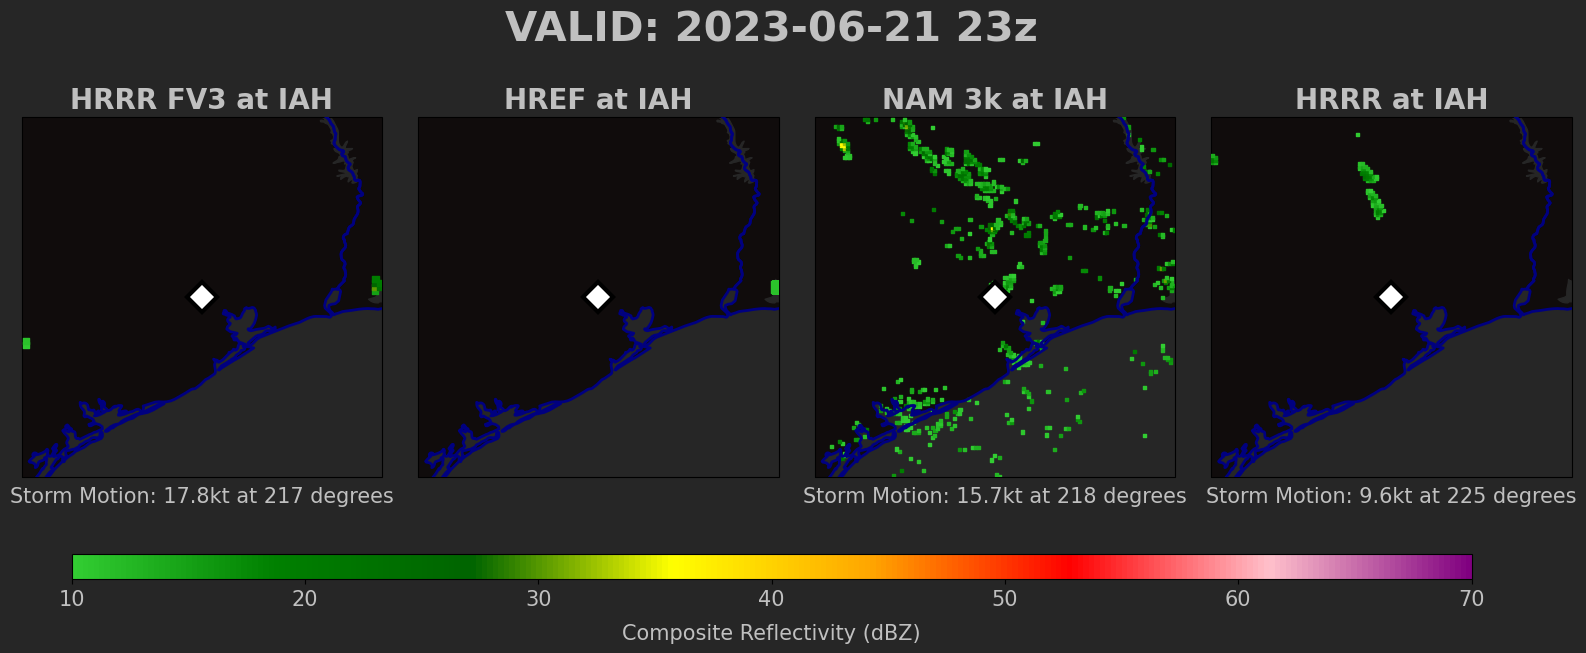 VALID: 2023-06-21 23z
HRRR FV3 at IAH
HREF at IAH
NAM 3k at IAH
HRRR at IAH
Storm Motion: 17.8kt at 217 degrees
Storm Motion: 15.7kt at 218 degrees
Storm Motion: 9.6kt at 225 degrees
10 20 30 40 50 60 70
Composite Reflectivity (dBZ)